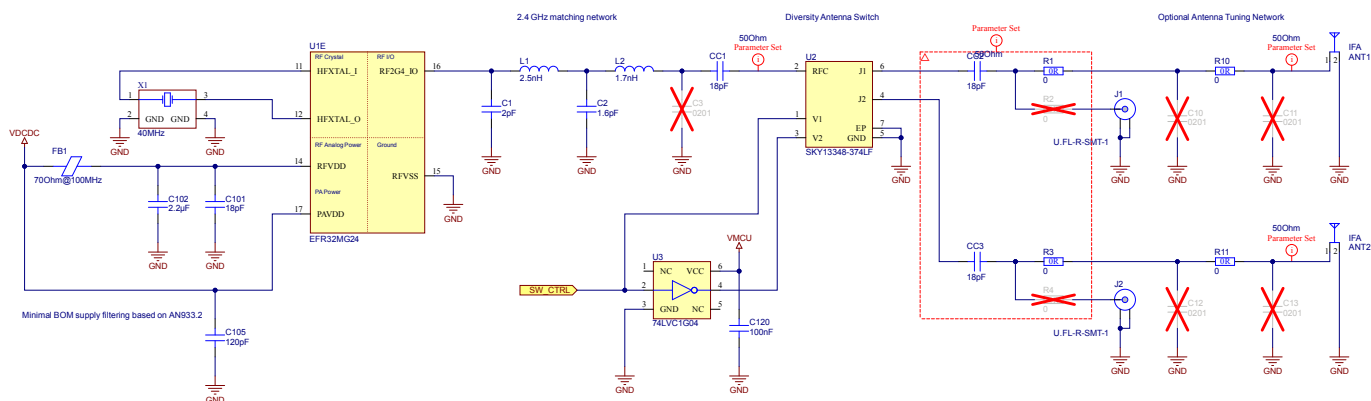 2.4 GHz matching network
Diversity Antenna Switch
Optional Antenna Tuning Network
U1E
RF Crystal
RF I/O
HFXTAL_I
RF2G4_IO
HFXTAL_O
RF Analog Power
Ground
RFVDD
RFVSS
PA Power
PAVDD
EFR32MG24
11
12
14
17
16
15
GND
X1
1
3
2
GND
GND
4
40MHz
GND
GND
VDCDC
FB1
70Ohm@100MHz
C102
2.2µF
GND
C101
18pF
GND
Minimal BOM supply filtering based on AN933.2
C105
120pF
GND
L1
2.5nH
L2
1.7nH
C1
2pF
GND
C2
1.6pF
GND
C3
0201
GND
CC1
18pF
50Ohm
Parameter Set
i
U2
2
RFC
J1
6
J2
4
1
V1
3
V2
EP
7
GND
5
SKY13348-374LF
GND
SW_CTRL
U3
1
NC
VCC
6
2
4
3
GND
NC
5
74LVC1G04
GND
VMCU
C120
100nF
GND
Parameter Set
i
50Ohm
CC2
18pF
R1
0R
0
R2
0
J1
U.FL-R-SMT-1
GND
C10
0201
GND
R10
0R
0
C11
0201
GND
50Ohm
Parameter Set
i
1
2
IFA
ANT1
GND
CC3
18pF
R3
0R
0
R4
0
J2
U.FL-R-SMT-1
GND
C12
0201
GND
R11
0R
0
C13
0201
GND
50Ohm
Parameter Set
i
1
2
IFA
ANT2
GND